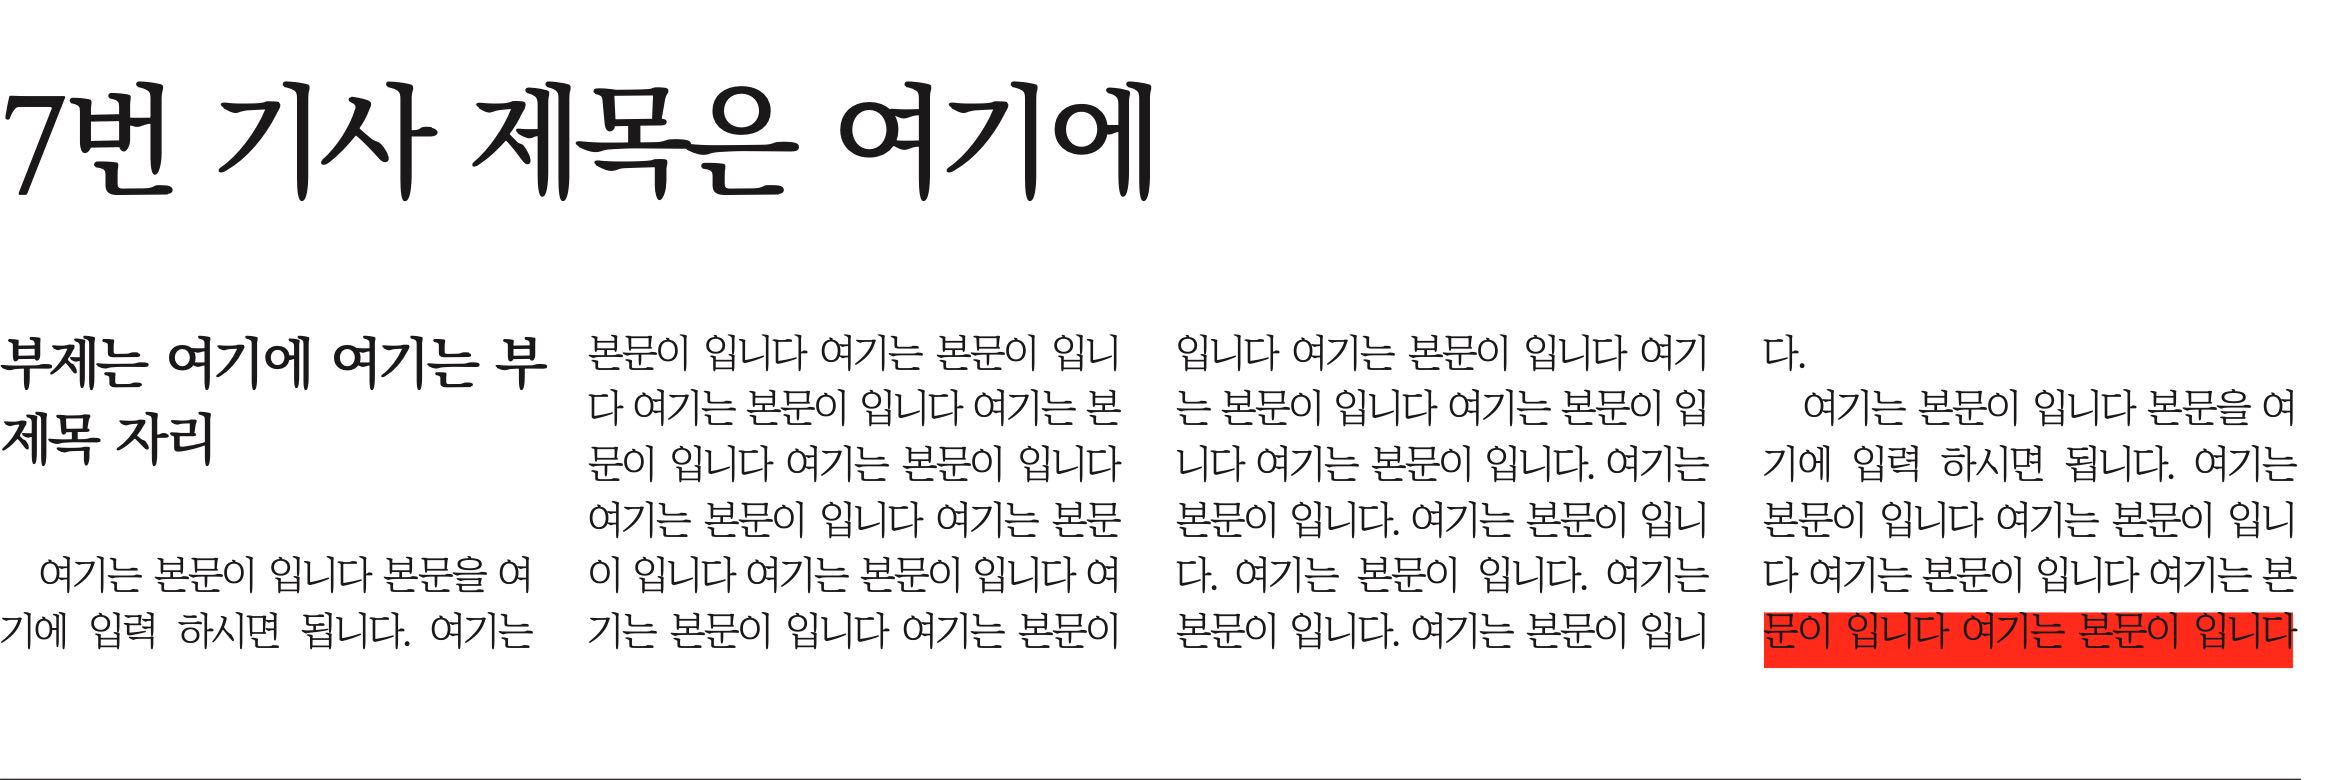 7번 기사 제목은 여기에
부제는 여기에 여기는 부
제목 자리
여기는 본문이 입니다 본문을 여
기에 입력 하시면 됩니다. 여기는
본문이 입니다 여기는 본문이 입니
다 여기는 본문이 입니다 여기는 본
문이 입니다 여기는 본문이 입니다
여기는 본문이 입니다 여기는 본문
이 입니다 여기는 본문이 입니다 여
기는 본문이 입니다 여기는 본문이
입니다 여기는 본문이 입니다 여기
는 본문이 입니다 여기는 본문이 입
니다 여기는 본문이 입니다. 여기는
본문이 입니다. 여기는 본문이 입니
다. 여기는 본문이 입니다. 여기는
본문이 입니다. 여기는 본문이 입니
다.
여기는 본문이 입니다 본문을 여
기에 입력 하시면 됩니다. 여기는
본문이 입니다 여기는 본문이 입니
다 여기는 본문이 입니다 여기는 본
문이 입니다 여기는 본문이 입니다